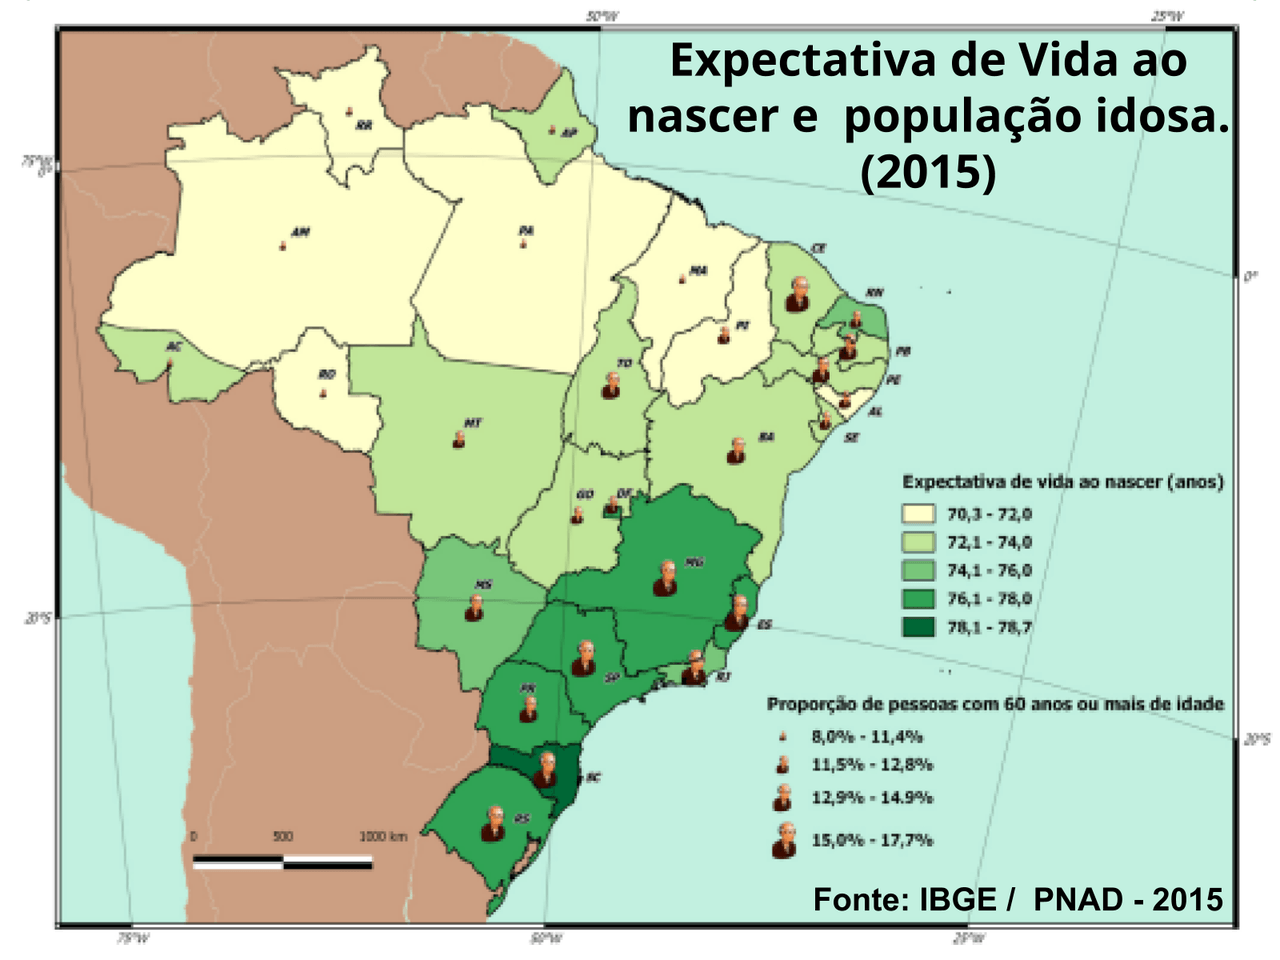 50°W
25°W
Expectativa de Vida ao
nascer e população idosa.
(2015)
75°W
0°
RR
AP
AM
PA
MA
CE
0°
RN
PI
AC
RO
TO
PB
PE
AL
MT
BA
SE
GO
DF
Expectativa de vida ao nascer (anos)
70,3 - 72,0
72,1 - 74,0
74,1 - 76,0
76,1 - 78,0
78,1 - 78,7
MG
MS
20°S
ES
SP
RJ
PR
Proporção de pessoas com 60 anos ou mais de idade
8,0% - 11,4%
11,5% - 12,8%
12,9% - 14.9%
15,0% - 17,7%
20°S
SC
RS
0 500 1000 km
Fonte: IBGE / PNAD - 2015
75°W
50°W
25°W